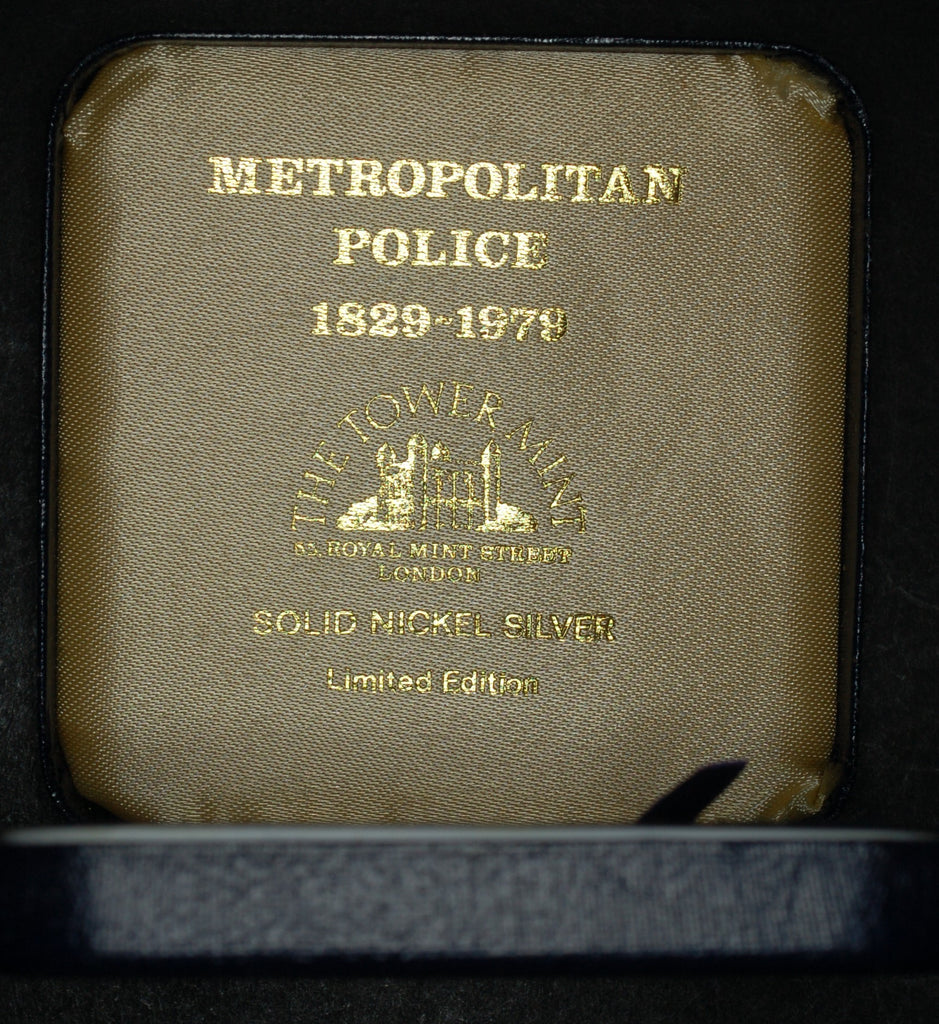 METROPOLITAN
POLICE
1829~1979
THE TOWER MINT
ROYAL MINT STREET
LONDON
SOLID NICKEL SILVER
Limited Edition